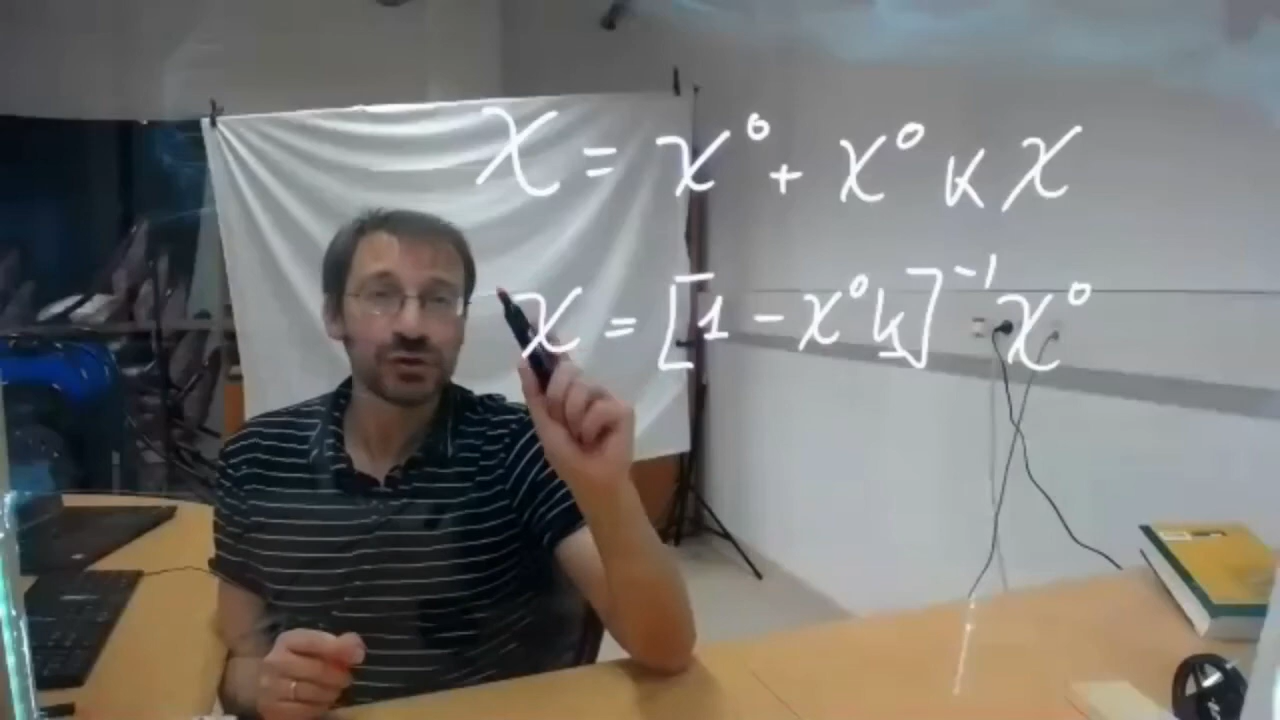 χ = χ⁰ + χ⁰ K χ
χ = [1 - χ⁰ K]⁻¹ χ⁰